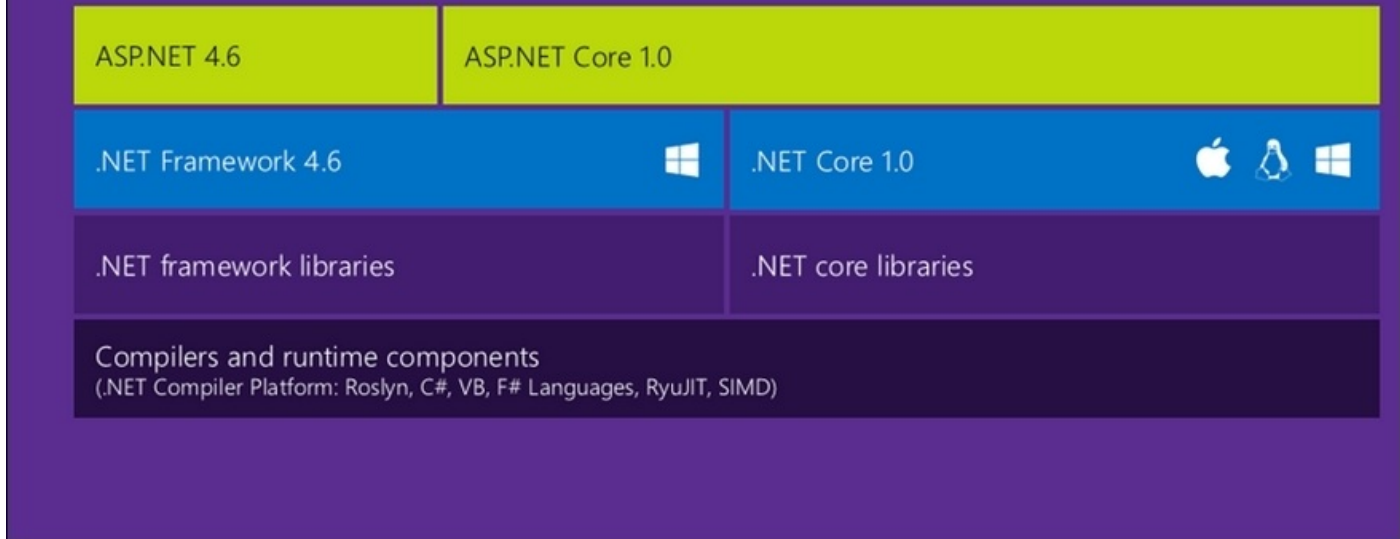 ASP.NET 4.6
ASP.NET Core 1.0
.NET Framework 4.6
.NET Core 1.0
.NET framework libraries
.NET core libraries
Compilers and runtime components
(.NET Compiler Platform: Roslyn, C#, VB, F# Languages, RyuJIT, SIMD)